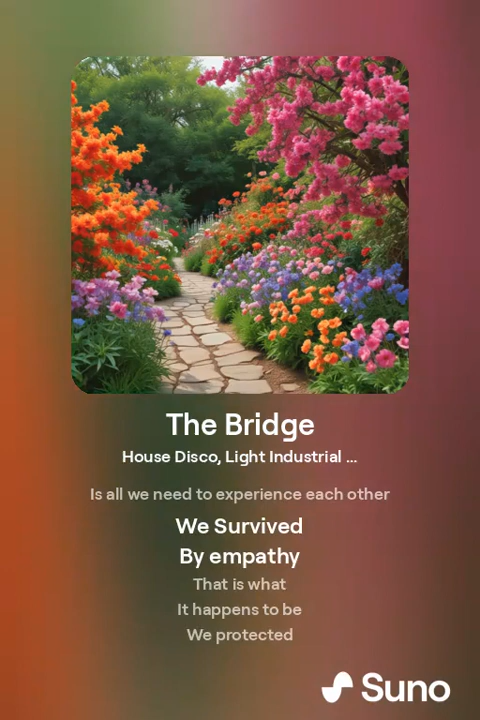 The Bridge
House Disco, Light Industrial ...
Is all we need to experience each other
We Survived
By empathy
That is what
It happens to be
We protected
Suno